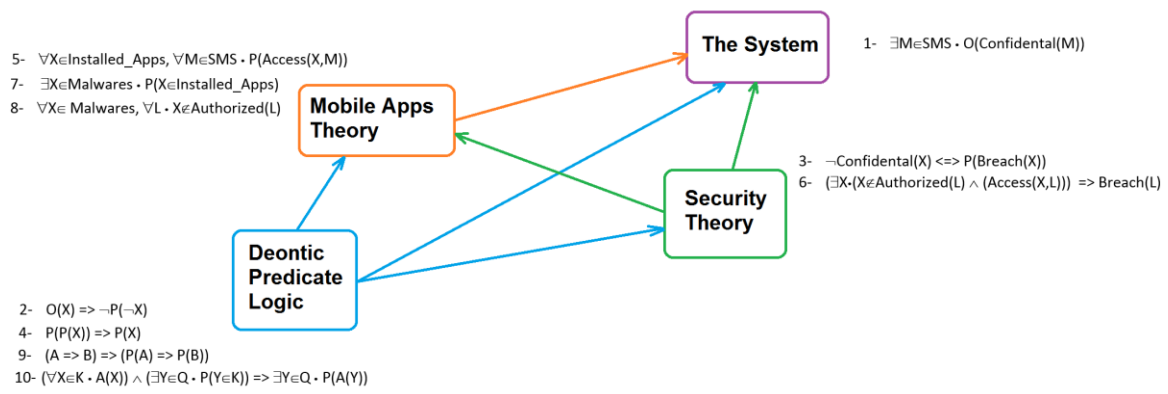 The System
1- ∃M∈SMS • O(Confidental(M))
5- ∀X∈Installed_Apps, ∀M∈SMS • P(Access(X,M))
7- ∃X∈Malwares • P(X∈Installed_Apps)
8- ∀X∈ Malwares, ∀L • X∉Authorized(L)
Mobile Apps
Theory
3- ¬Confidental(X) <=> P(Breach(X))
6- (∃X•(X∉Authorized(L) ∧ (Access(X,L))) => Breach(L)
Security
Theory
Deontic
Predicate
Logic
2- O(X) => ¬P(¬X)
4- P(P(X)) => P(X)
9- (A => B) => (P(A) => P(B))
10- (∀X∈K • A(X)) ∧ (∃Y∈Q • P(Y∈K)) => ∃Y∈Q • P(A(Y))